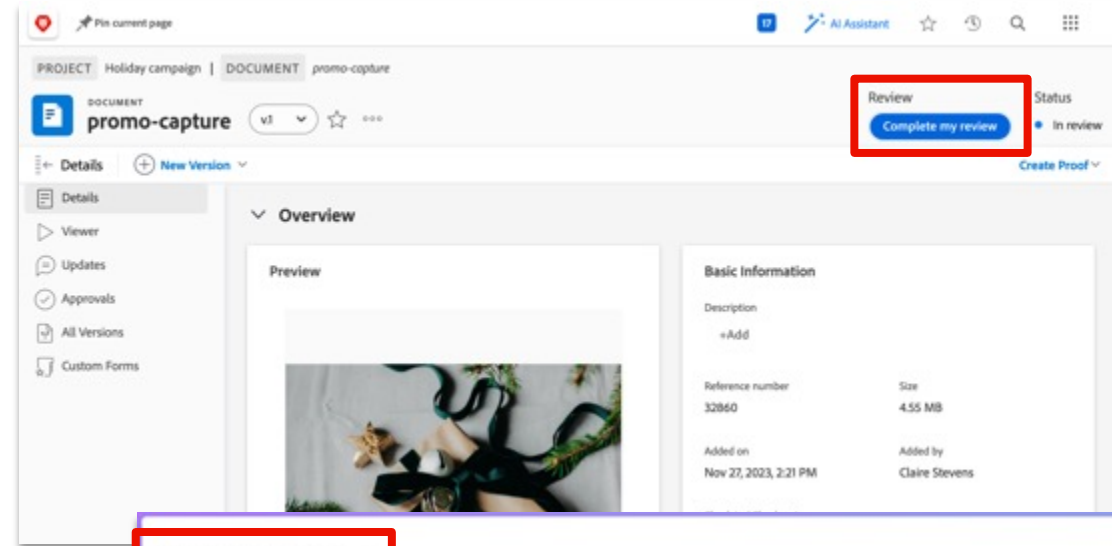 Pin current page
17 AI Assistant
PROJECT Holiday campaign | DOCUMENT promo-capture
DOCUMENT
promo-capture v1
Review
Complete my review
Status
In review
Details New Version
Create Proof
Details
Viewer
Updates
Approvals
All Versions
Custom Forms
Overview
Preview
Basic Information
Description
+Add
Reference number Size
32860 4.55 MB
Added on Added by
Nov 27, 2023, 2:21 PM Claire Stevens